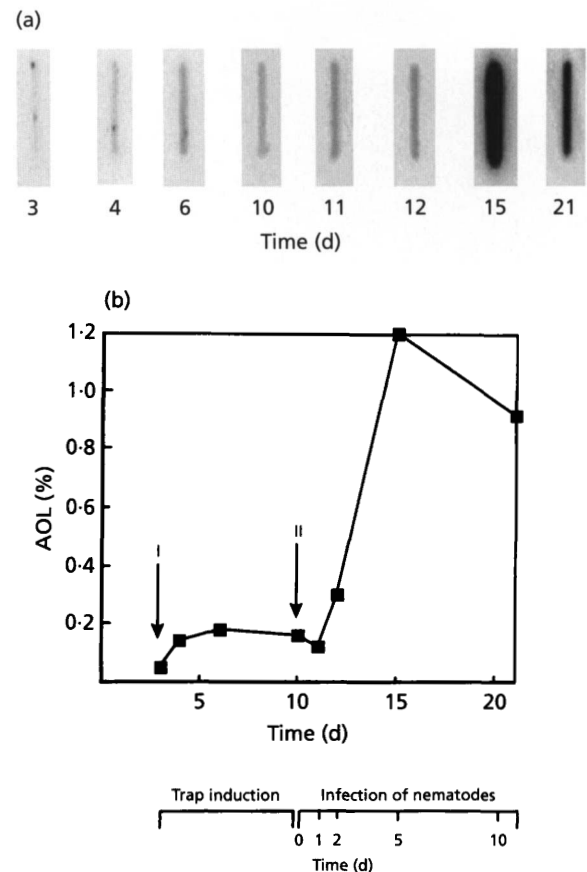 (a)
3 4 6 10 11 12 15 21
Time (d)
(b)
1·2
1·0
0·8
0·6
0·4
0·2
AOL (%)
I
II
5 10 15 20
Time (d)
Trap induction Infection of nematodes
0 1 2 5 10
Time (d)